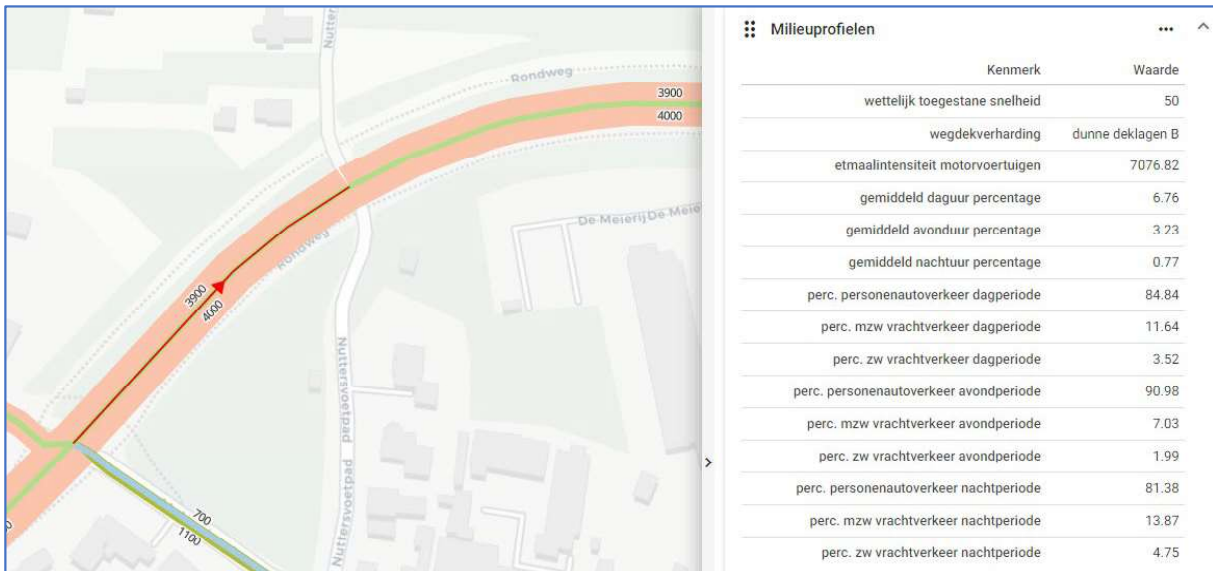 Nutters
Rondweg
3900
4000
De Meierij De Meie
Rondweg
3900
4000
Nuttersvoetpad
Nuttersvoetpad
700
1100
Milieuprofielen
Kenmerk Waarde
wettelijk toegestane snelheid 50
wegdekverharding dunne deklagen B
etmaalintensiteit motorvoertuigen 7076.82
gemiddeld daguur percentage 6.76
gemiddeld avonduur percentage 3.23
gemiddeld nachtuur percentage 0.77
perc. personenautoverkeer dagperiode 84.84
perc. mzw vrachtverkeer dagperiode 11.64
perc. zw vrachtverkeer dagperiode 3.52
perc. personenautoverkeer avondperiode 90.98
perc. mzw vrachtverkeer avondperiode 7.03
perc. zw vrachtverkeer avondperiode 1.99
perc. personenautoverkeer nachtperiode 81.38
perc. mzw vrachtverkeer nachtperiode 13.87
perc. zw vrachtverkeer nachtperiode 4.75